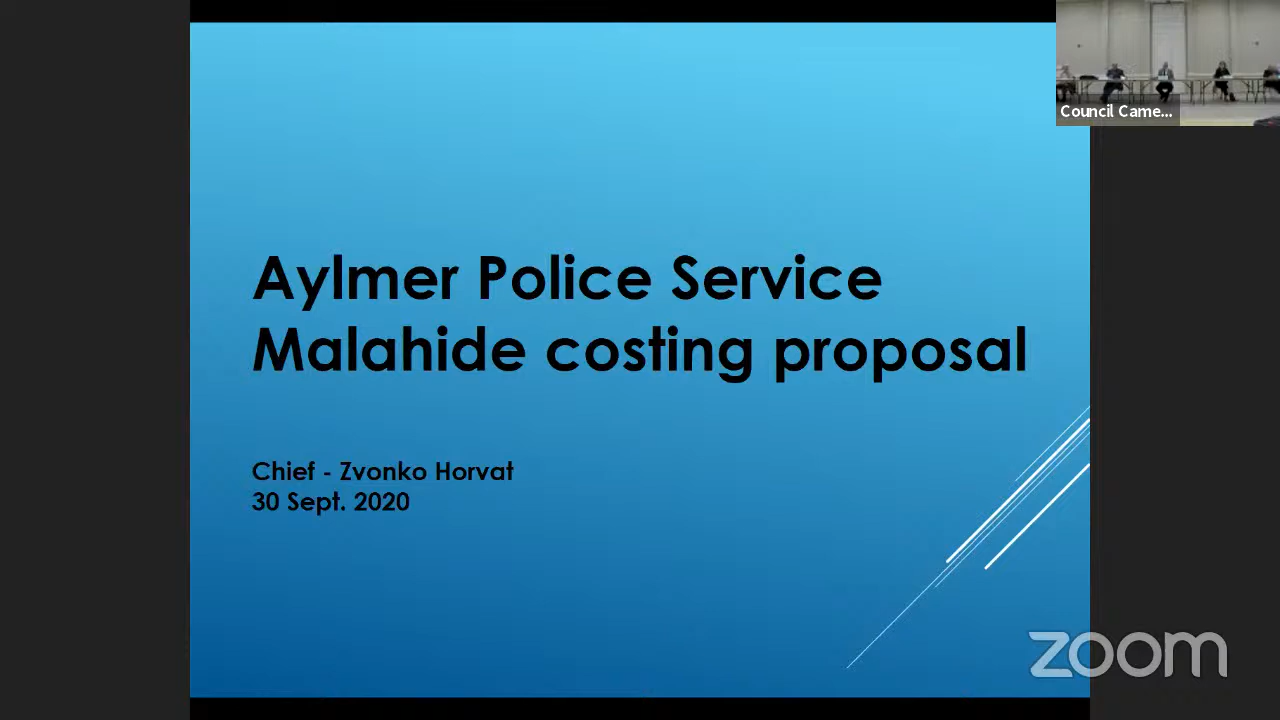 Council Came...
Aylmer Police Service
Malahide costing proposal
Chief - Zvonko Horvat
30 Sept. 2020
zoom